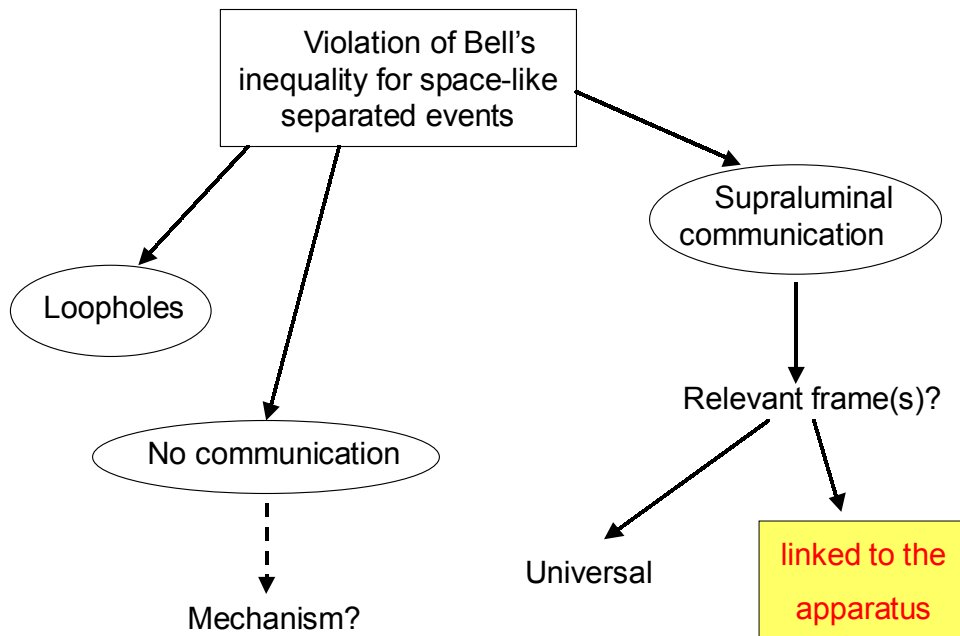 Violation of Bell's
inequality for space-like
separated events
Supraluminal
communication
Loopholes
Relevant frame(s)?
No communication
Universal
linked to the
apparatus
Mechanism?